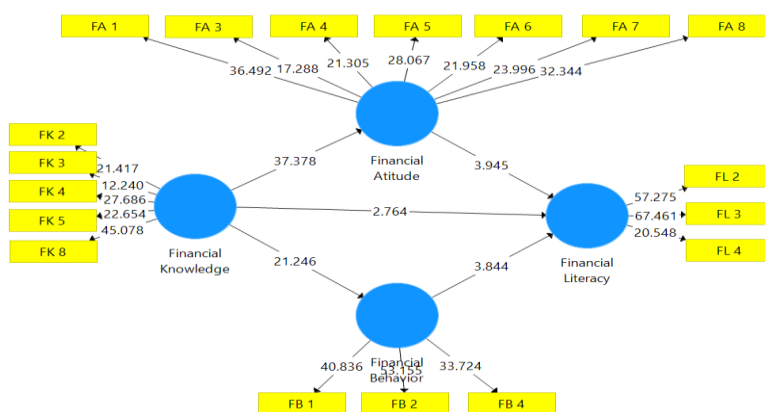 FA 1
FA 3
FA 4
FA 5
FA 6
FA 7
FA 8
36.492
17.288
21.305
28.067
21.958
23.996
32.344
FK 2
FK 3
FK 4
FK 5
FK 8
21.417
12.240
27.686
22.654
45.078
Financial
Knowledge
37.378
Financial
Atitude
3.945
2.764
21.246
3.844
Financial
Literacy
57.275
67.461
20.548
FL 2
FL 3
FL 4
Financial
Behavior
40.836
53.155
33.724
FB 1
FB 2
FB 4